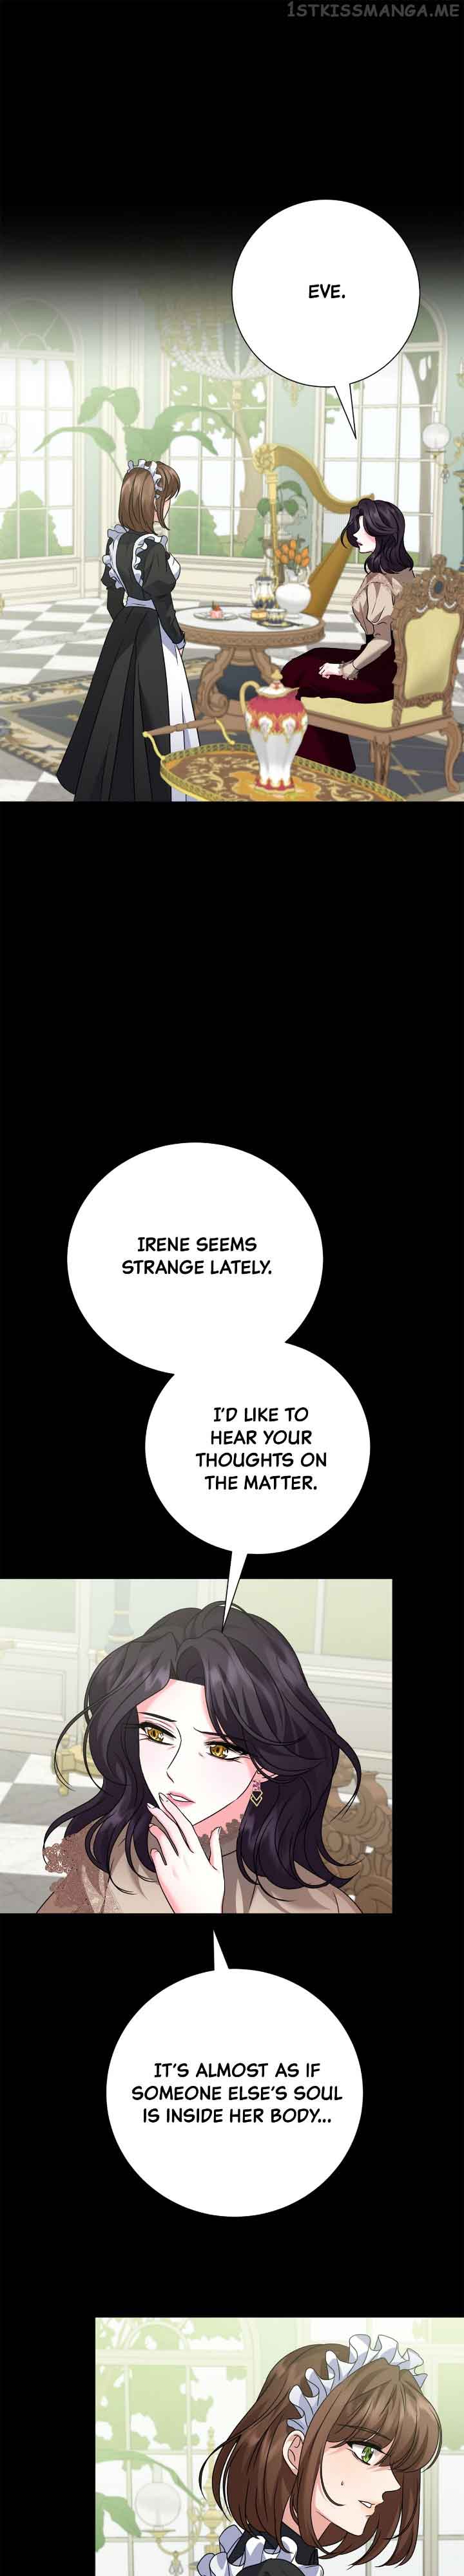 1STKISSMANGA.ME
EVE.
IRENE SEEMS
STRANGE LATELY.
I'D LIKE TO
HEAR YOUR
THOUGHTS ON
THE MATTER.
IT'S ALMOST AS IF
SOMEONE ELSE'S SOUL
IS INSIDE HER BODY...